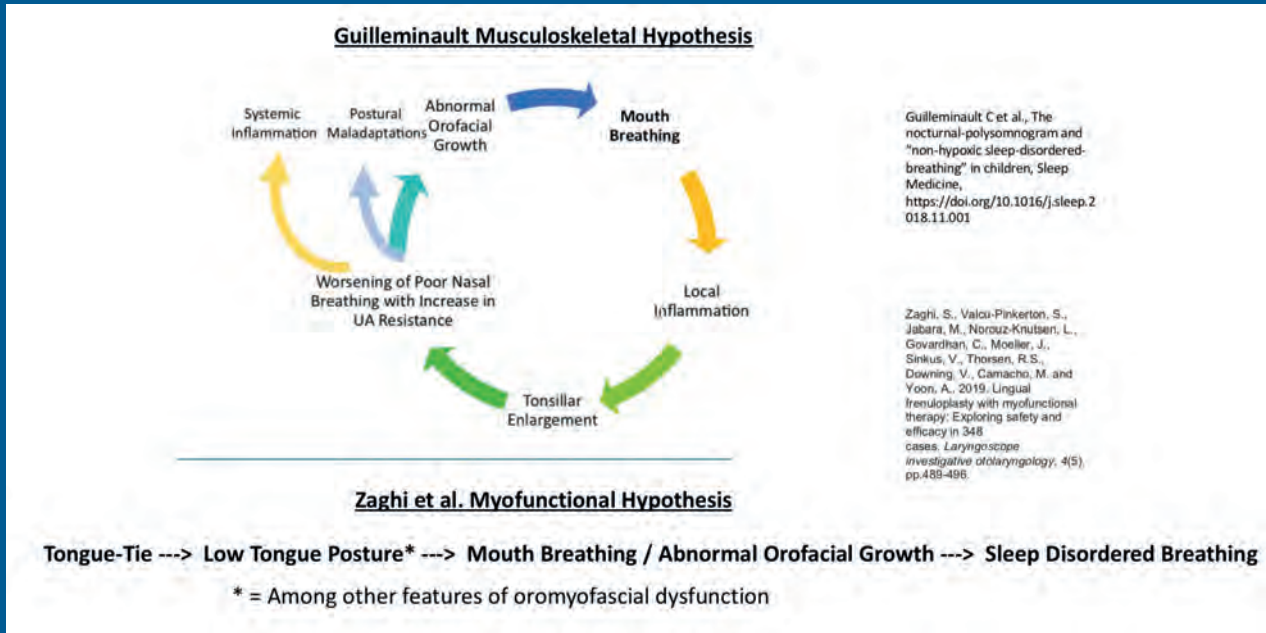 Guilleminault Musculoskeletal Hypothesis
Systemic
Inflammation
Postural
Maladaptations
Abnormal
Orofacial
Growth
Mouth
Breathing
Local
Inflammation
Tonsillar
Enlargement
Worsening of Poor Nasal
Breathing with Increase in
UA Resistance
Guilleminault C et al., The
nocturnal-polysomnogram and
"non-hypoxic sleep-disordered-
breathing" in children, Sleep
Medicine,
https://doi.org/10.1016/j.sleep.2
018.11.001
Zaghi, S., Valcu-Pinkerton, S.,
Jabara, M., Norouz-Knutsen, L.,
Govardhan, C., Moeller, J.,
Sinkus, V., Thorsen, R.S.,
Downing, V., Camacho, M. and
Yoon, A., 2019. Lingual
frenuloplasty with myofunctional
therapy: Exploring safety and
efficacy in 348
cases. Laryngoscope
investigative otolaryngology, 4(5),
pp.489-496.
Zaghi et al. Myofunctional Hypothesis
Tongue-Tie ---> Low Tongue Posture* ---> Mouth Breathing / Abnormal Orofacial Growth ---> Sleep Disordered Breathing
* = Among other features of oromyofascial dysfunction